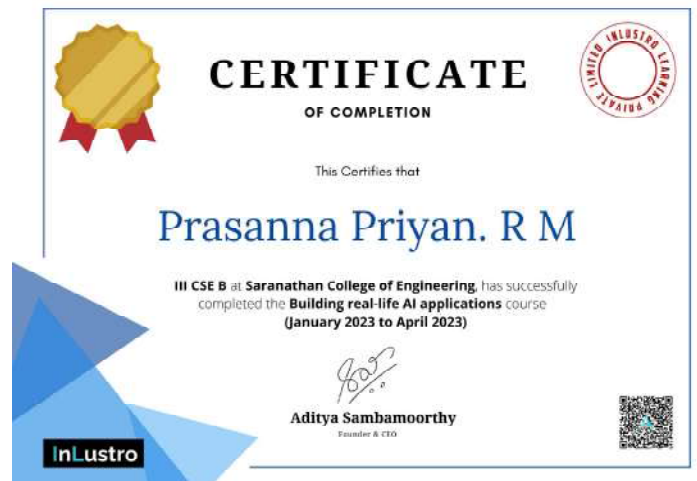 CERTIFICATE
OF COMPLETION
INLUSTRO LEARNING PRIVATE LIMITED
This Certifies that
Prasanna Priyan. R M
III CSE B at Saranathan College of Engineering, has successfully
completed the Building real-life AI applications course
(January 2023 to April 2023)
Aditya Sambamoorthy
Founder & CEO
InLustro